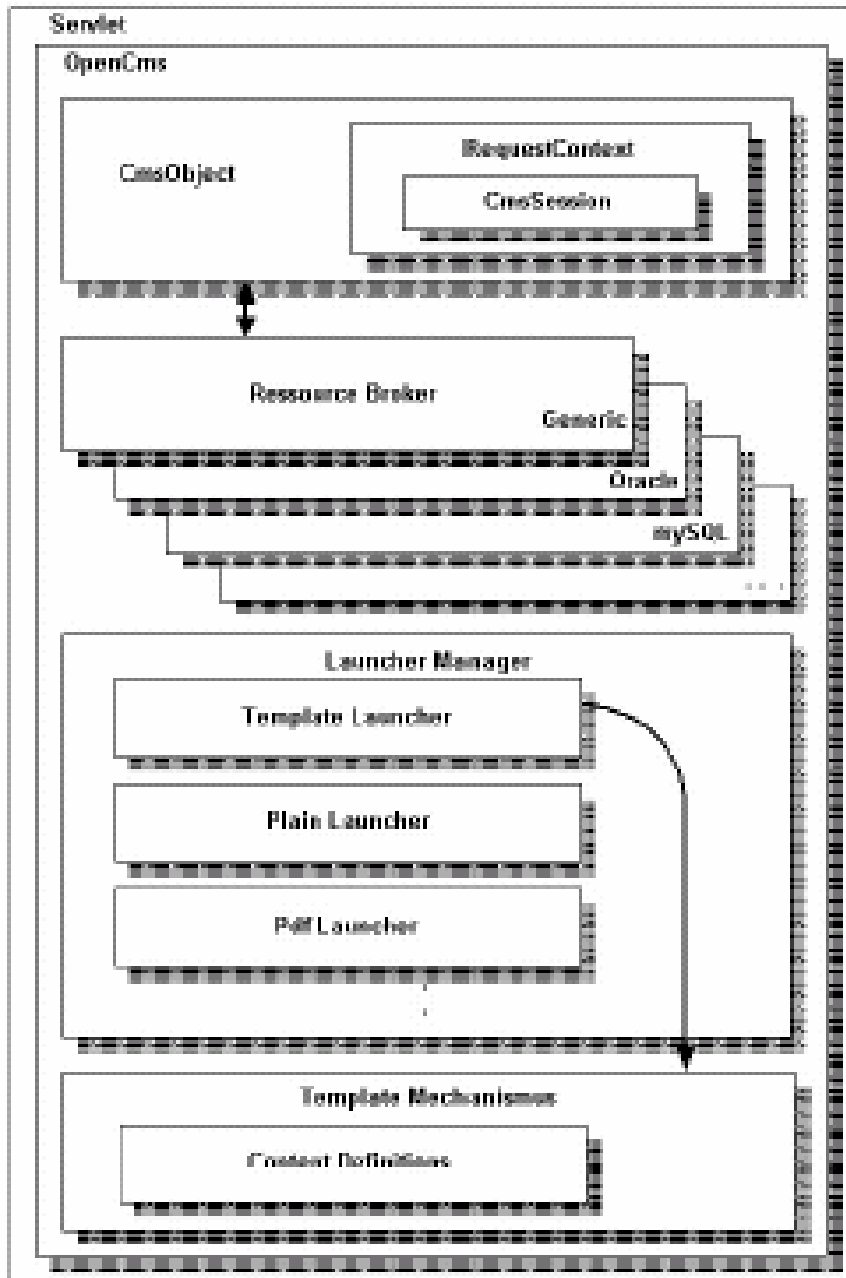 Servlet
OpenCms
CmsObject
RequestContext
CmsSession
Ressource Broker
Generic
Oracle
mySQL
. . .
Launcher Manager
Template Launcher
Plain Launcher
Pdf Launcher
Template Mechanismus
Content Definitions